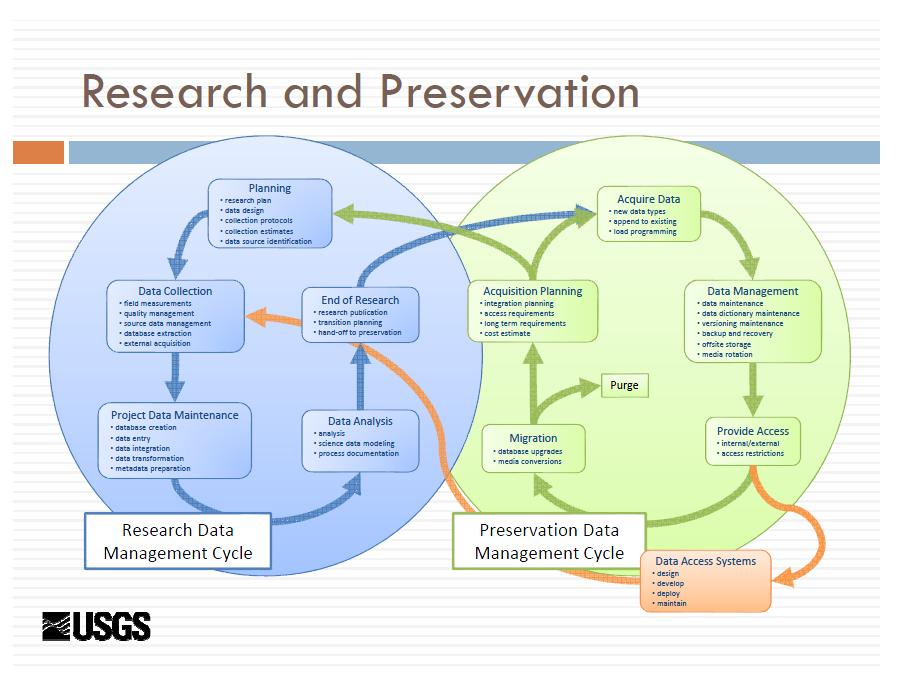 Research and Preservation
Planning
• research plan
• data design
• collection protocols
• collection estimates
• data source identification
Data Collection
• field measurements
• quality management
• source data management
• database extraction
• external acquisition
Project Data Maintenance
• database creation
• data entry
• data integration
• data transformation
• metadata preparation
End of Research
• research publication
• transition planning
• hand-off to preservation
Data Analysis
• analysis
• science data modeling
• process documentation
Research Data
Management Cycle
Acquire Data
• new data types
• append to existing
• load programming
Acquisition Planning
• integration planning
• access requirements
• long term requirements
• cost estimate
Data Management
• data maintenance
• data dictionary maintenance
• versioning maintenance
• backup and recovery
• offsite storage
• media rotation
Purge
Migration
• database upgrades
• media conversions
Provide Access
• internal/external
• access restrictions
Preservation Data
Management Cycle
Data Access Systems
• design
• develop
• deploy
• maintain
USGS